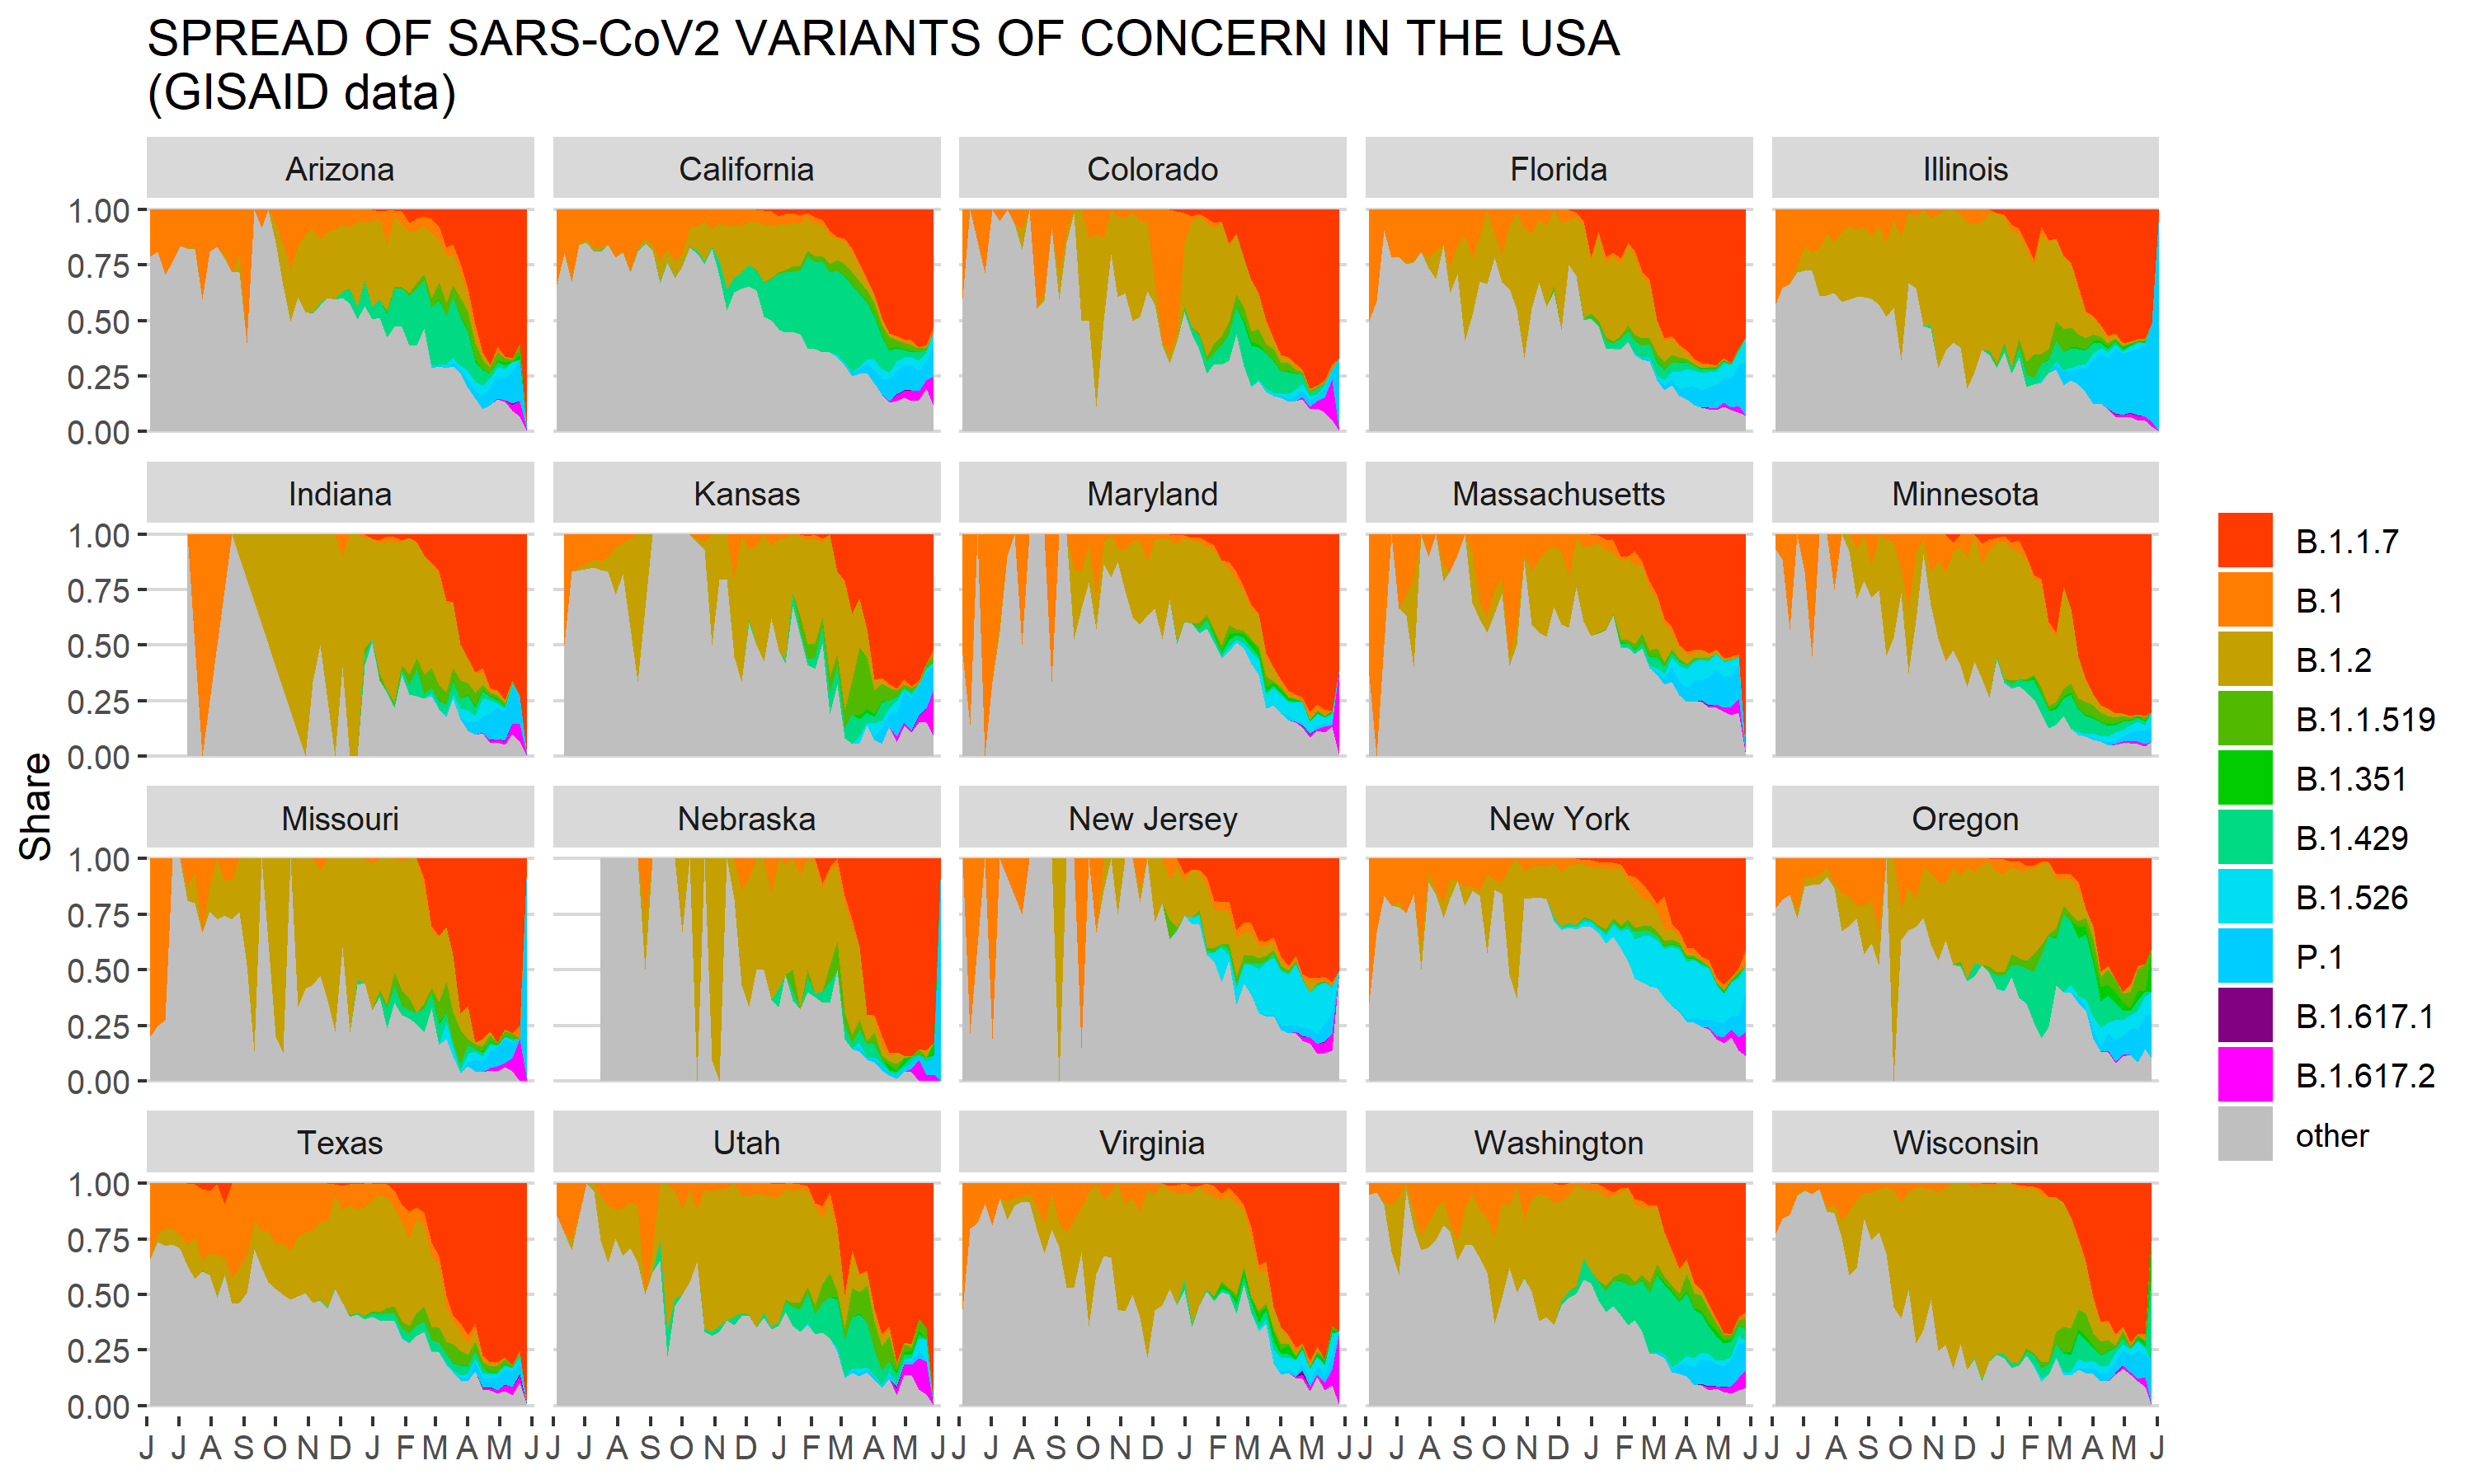 SPREAD OF SARS-CoV2 VARIANTS OF CONCERN IN THE USA
(GISAID data)
Arizona California Colorado Florida Illinois
1.00
0.75
0.50
0.25
0.00
Indiana Kansas Maryland Massachusetts Minnesota
1.00
0.75
0.50
0.25
0.00
Missouri Nebraska New Jersey New York Oregon
1.00
0.75
0.50
0.25
0.00
Texas Utah Virginia Washington Wisconsin
1.00
0.75
0.50
0.25
0.00
J J A S O N D J F M A M J J A S O N D J F M A M J J A S O N D J F M A M J J A S O N D J F M A M J J A S O N D J F M A M J
Share
B.1.1.7
B.1
B.1.2
B.1.1.519
B.1.351
B.1.429
B.1.526
P.1
B.1.617.1
B.1.617.2
other